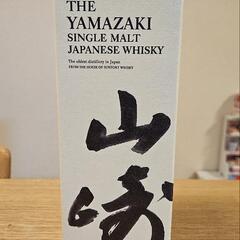 THE
YAMAZAKI
SINGLE MALT
JAPANESE WHISKY
The oldest distillery in Japan
FROM THE HOUSE OF SUNTORY WHISKY
山
崎